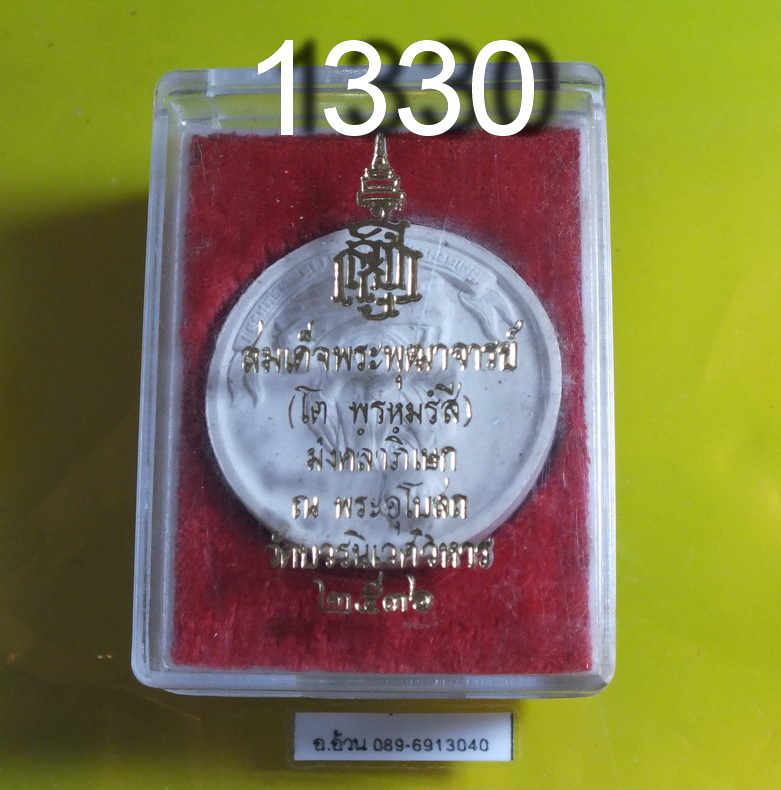 1330
สมเด็จพระพุฒาจารย์
(โต พฺรหฺมรํสี)
มังคลาภิเษก
ณ พระอุโบสถ
วัดบวรนิเวศวิหาร
๒๕๓๖
อ.อ้วน 089-6913040